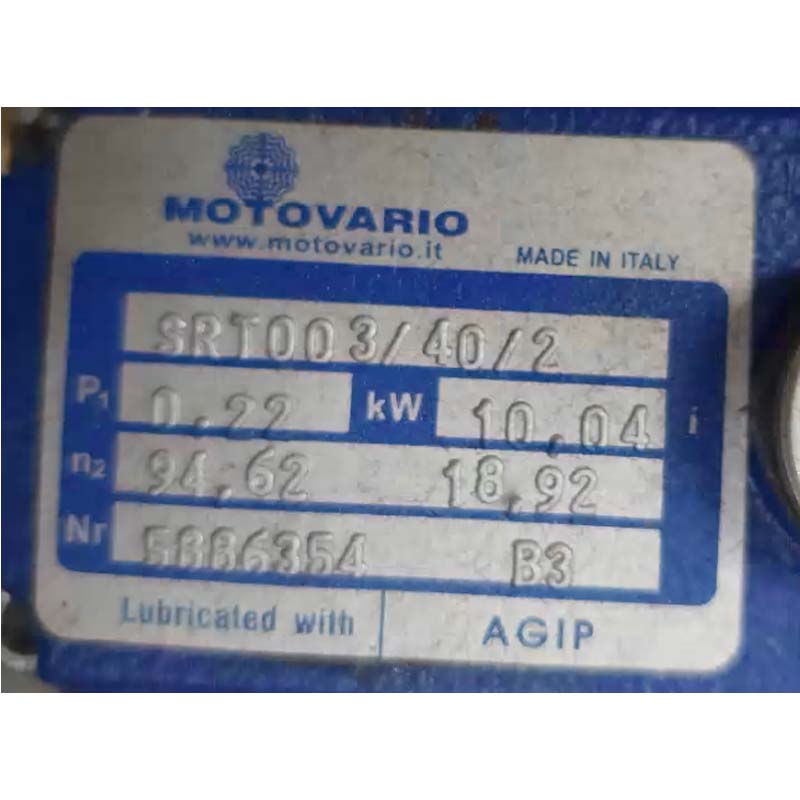 MOTOVARIO
www.motovario.it
MADE IN ITALY
SRT003/40/2
P1 0,22 kW 10,04 i
n2 94,62 18,92
Nr 5886354 B3
Lubricated with AGIP